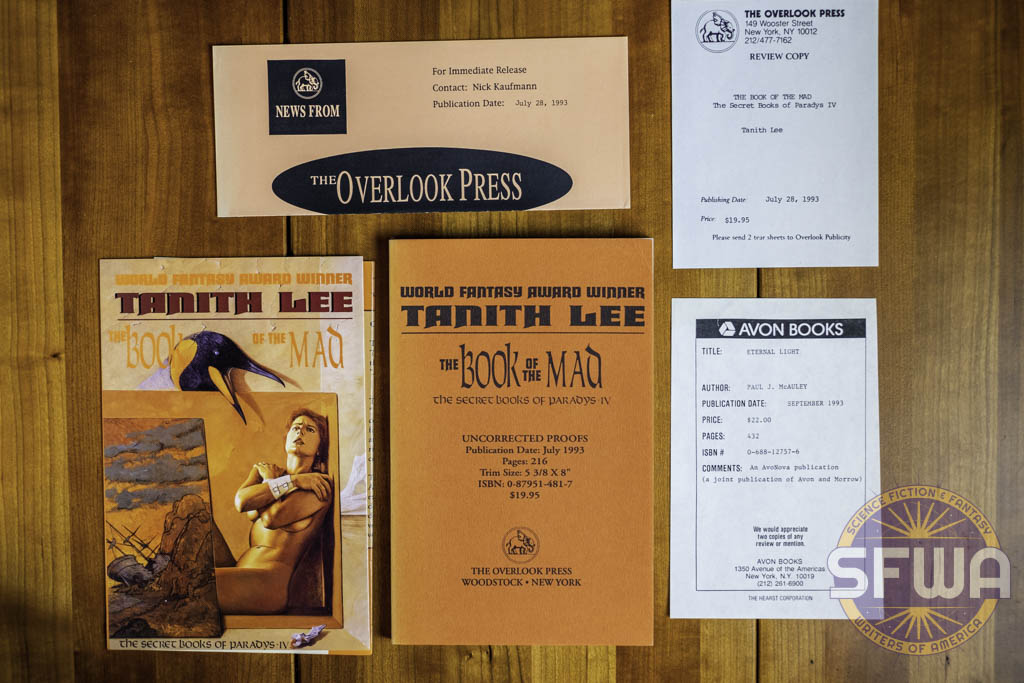 NEWS FROM
For Immediate Release
Contact: Nick Kaufmann
Publication Date: July 28, 1993
THE OVERLOOK PRESS
THE OVERLOOK PRESS
149 Wooster Street
New York, NY 10012
212/477-7162
REVIEW COPY
THE BOOK OF THE MAD
The Secret Books of Paradys IV
Tanith Lee
Publishing Date: July 28, 1993
Price: $19.95
Please send 2 tear sheets to Overlook Publicity
WORLD FANTASY AWARD WINNER
TANITH LEE
THE BOOK OF THE MAD
THE SECRET BOOKS OF PARADYS·IV
WORLD FANTASY AWARD WINNER
TANITH LEE
THE BOOK OF THE MAD
THE SECRET BOOKS OF PARADYS·IV
UNCORRECTED PROOFS
Publication Date: July 1993
Pages: 216
Trim Size: 5 3/8 X 8"
ISBN: 0-87951-481-7
$19.95
THE OVERLOOK PRESS
WOODSTOCK • NEW YORK
AVON BOOKS
TITLE: ETERNAL LIGHT
AUTHOR: PAUL J. McAULEY
PUBLICATION DATE: SEPTEMBER 1993
PRICE: $22.00
PAGES: 432
ISBN # 0-688-12757-6
COMMENTS: An AvoNova publication
(a joint publication of Avon and Morrow)
We would appreciate
two copies of any
review or mention.
AVON BOOKS
1350 Avenue of the Americas
New York, N.Y. 10019
(212) 261-6900
THE HEARST CORPORATION
SCIENCE FICTION & FANTASY
SFWA
WRITERS OF AMERICA